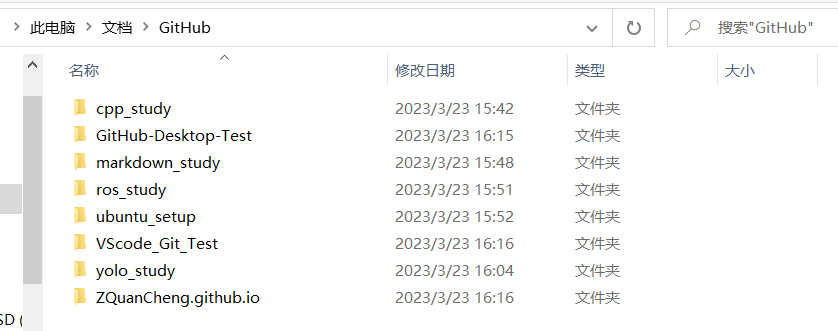 此电脑 文档 GitHub 搜索"GitHub"
名称 修改日期 类型 大小
cpp_study 2023/3/23 15:42 文件夹
GitHub-Desktop-Test 2023/3/23 16:15 文件夹
markdown_study 2023/3/23 15:48 文件夹
ros_study 2023/3/23 15:51 文件夹
ubuntu_setup 2023/3/23 15:52 文件夹
VScode_Git_Test 2023/3/23 16:16 文件夹
yolo_study 2023/3/23 16:04 文件夹
ZQuanCheng.github.io 2023/3/23 16:16 文件夹
SD (